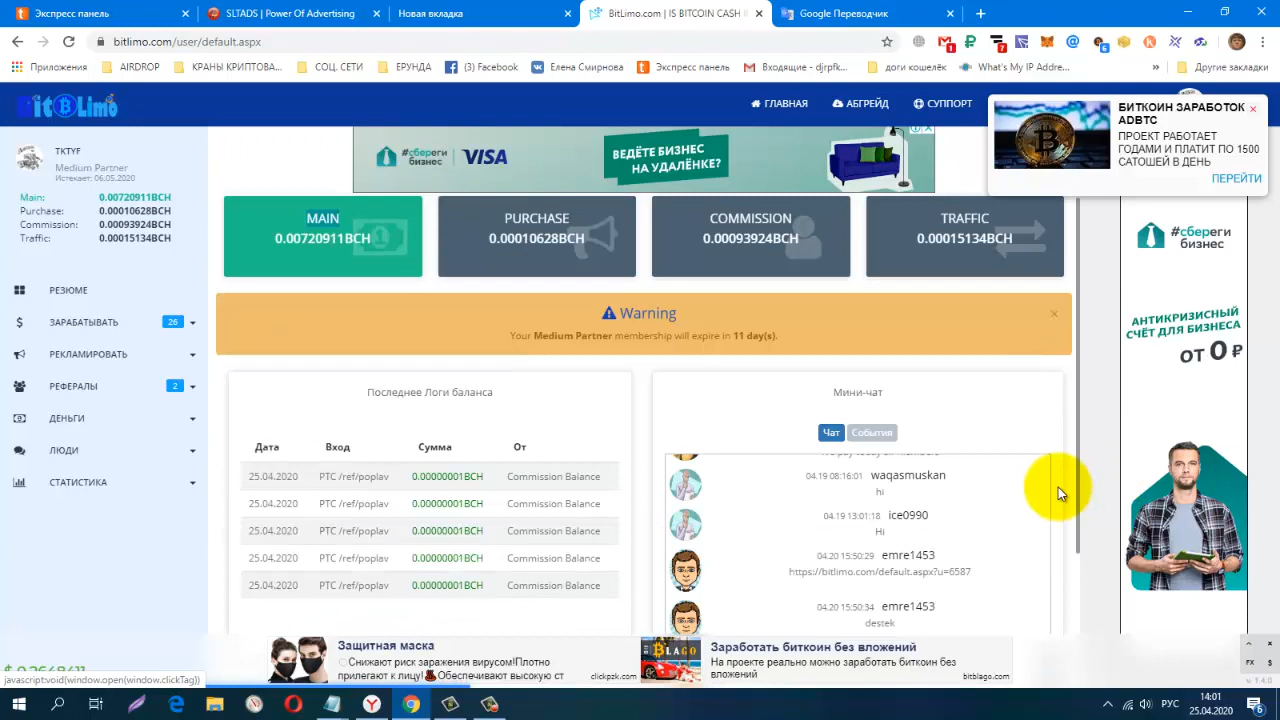 Экспресс панель
SLTADS | Power Of Advertising
Новая вкладка
BitLimo.com | IS BITCOIN CASH I
Google Переводчик
bitlimo.com/user/default.aspx
1
7
6
Приложения
AIRDROP
КРАНЫ КРИПТОВА...
СОЦ. СЕТИ
ЕРУНДА
(3) Facebook
Елена Смирнова
Экспресс панель
Входящие - djrpfk...
доги кошелёк
What's My IP Addre...
»
Другие закладки
BitLimo
ГЛАВНАЯ
АБГРЕЙД
СУППОРТ
БИТКОИН ЗАРАБОТОК
ADBTC
ПРОЕКТ РАБОТАЕТ
ГОДАМИ И ПЛАТИТ ПО 1500
САТОШЕЙ В ДЕНЬ
ПЕРЕЙТИ
TKTYF
Medium Partner
Истекает: 06.05.2020
Main: 0.00720911BCH
Purchase: 0.00010628BCH
Commission: 0.00093924BCH
Traffic: 0.00015134BCH
#сбереги
бизнес
VISA
ВЕДЁТЕ БИЗНЕС
НА УДАЛЁНКЕ?
MAIN
0.00720911BCH
PURCHASE
0.00010628BCH
COMMISSION
0.00093924BCH
TRAFFIC
0.00015134BCH
РЕЗЮМЕ
ЗАРАБАТЫВАТЬ 26
РЕКЛАМИРОВАТЬ
РЕФЕРАЛЫ 2
ДЕНЬГИ
ЛЮДИ
СТАТИСТИКА
Warning
Your Medium Partner membership will expire in 11 day(s).
Последнее Логи баланса
Дата Вход Сумма От
25.04.2020 PTC /ref/poplav 0.00000001BCH Commission Balance
25.04.2020 PTC /ref/poplav 0.00000001BCH Commission Balance
25.04.2020 PTC /ref/poplav 0.00000001BCH Commission Balance
25.04.2020 PTC /ref/poplav 0.00000001BCH Commission Balance
25.04.2020 PTC /ref/poplav 0.00000001BCH Commission Balance
Мини-чат
Чат
События
04.19 08:16:01 waqasmuskan
hi
04.19 13:01:18 ice0990
Hi
04.20 15:50:29 emre1453
https://bitlimo.com/default.aspx?u=6587
04.20 15:50:34 emre1453
destek
#сбереги
бизнес
АНТИКРИЗИСНЫЙ
СЧЁТ ДЛЯ БИЗНЕСА
ОТ 0 ₽
Защитная маска
Снижают риск заражения вирусом!Плотно
прилегают к лицу! Обеспечивают высокую ст
clickpzk.com
Заработать биткоин без вложений
На проекте реально можно заработать биткоин без
вложений
bitblago.com
BLAGO
javascript:void(window.open(window.clickTag))
FX
$
v. 1.4.0
РУС
14:01
25.04.2020
6